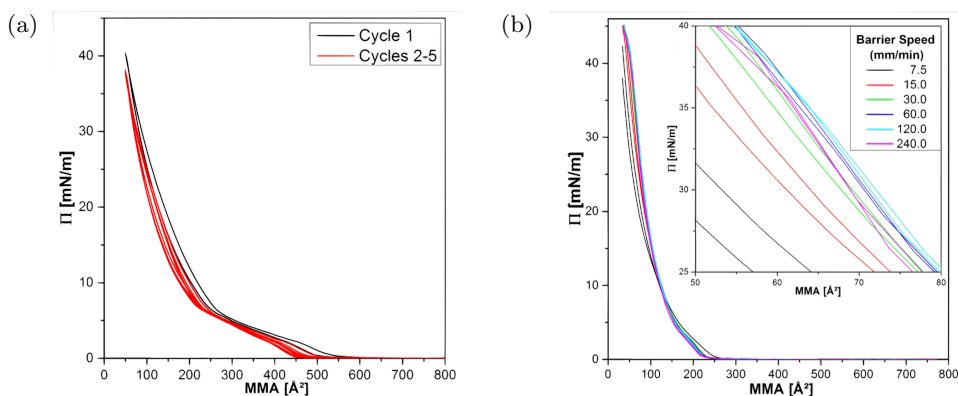 (a)
Cycle 1
Cycles 2-5
40
30
20
10
0
Π [mN/m]
0 100 200 300 400 500 600 700 800
MMA [Å²]
(b)
40
30
20
10
0
Π [mN/m]
0 100 200 300 400 500 600 700 800
MMA [Å²]
40
35
30
25
Π [mN/m]
50 60 70 80
MMA [Å²]
Barrier Speed
(mm/min)
7.5
15.0
30.0
60.0
120.0
240.0